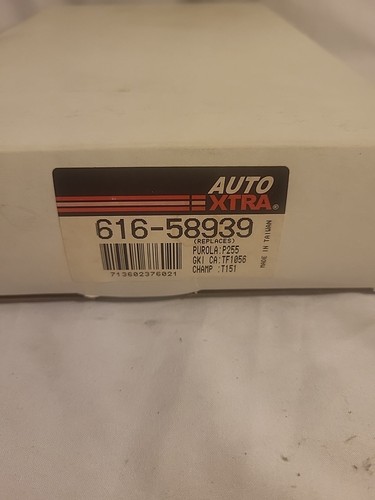 AUTO
XTRA®
616-58939
(REPLACES)
PUROLA:P255
GKI CA:TF1056
CHAMP :T151
713602376021
MADE IN TAIWAN